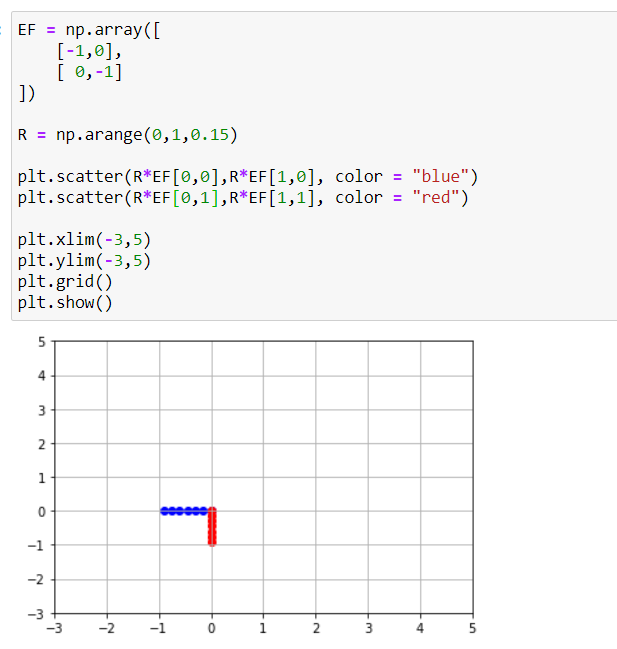 EF = np.array([
    [-1,0],
    [ 0,-1]
])
R = np.arange(0,1,0.15)
plt.scatter(R*EF[0,0],R*EF[1,0], color = "blue")
plt.scatter(R*EF[0,1],R*EF[1,1], color = "red")
plt.xlim(-3,5)
plt.ylim(-3,5)
plt.grid()
plt.show()
5
4
3
2
1
0
−1
−2
−3
−3 −2 −1 0 1 2 3 4 5